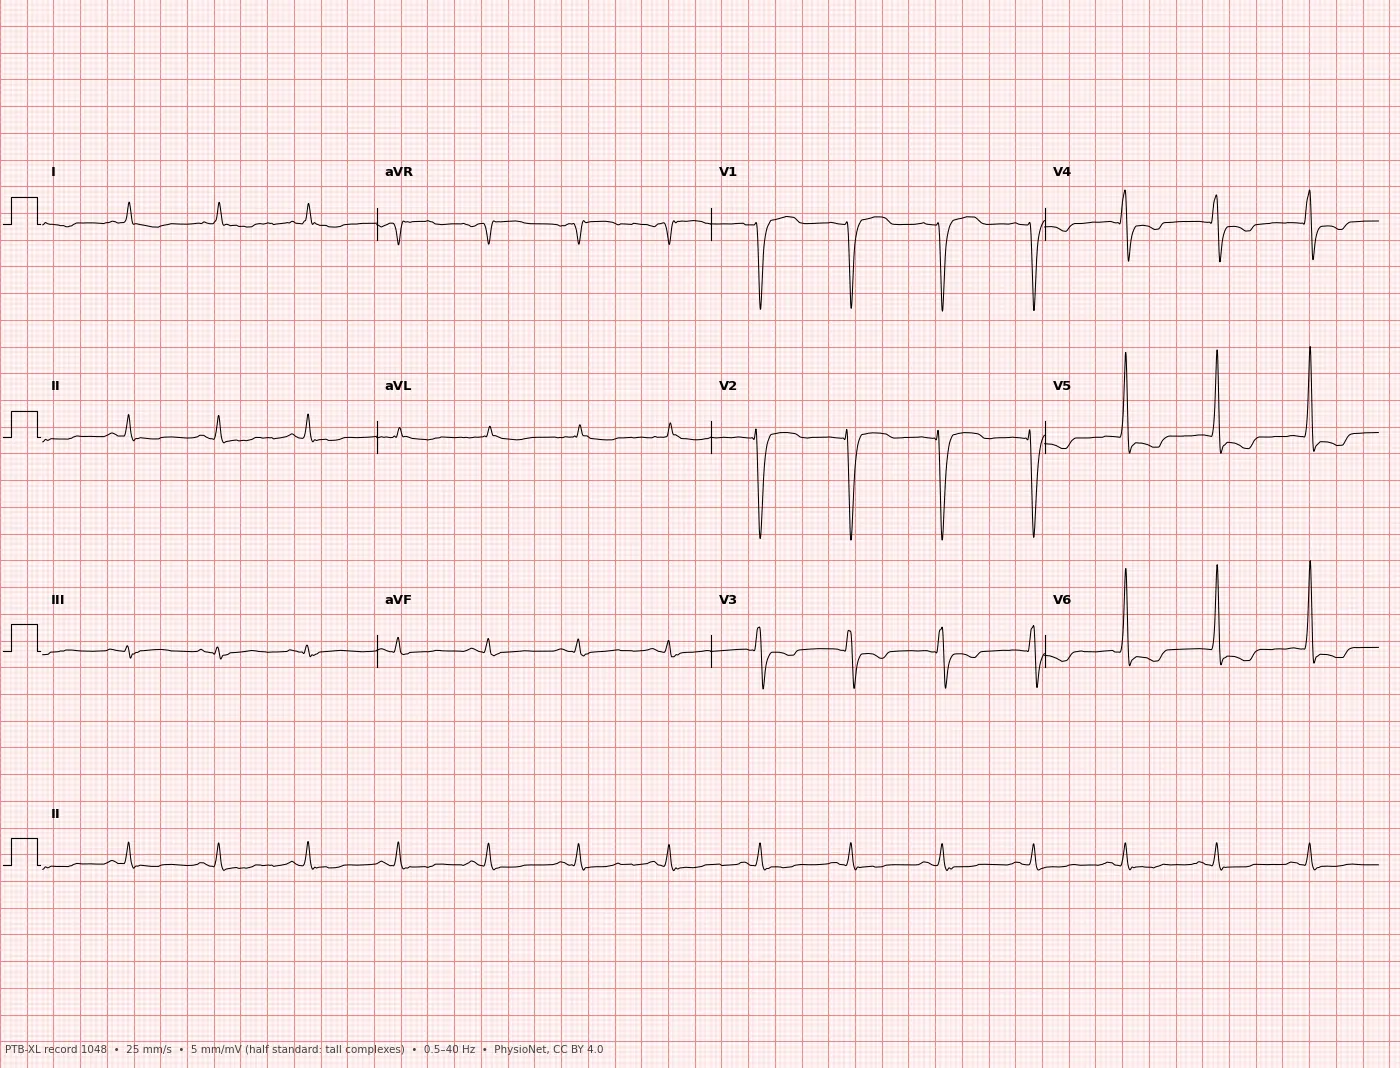 I aVR V1 V4
II aVL V2 V5
III aVF V3 V6
II
PTB-XL record 1048 • 25 mm/s • 5 mm/mV (half standard: tall complexes) • 0.5–40 Hz • PhysioNet, CC BY 4.0